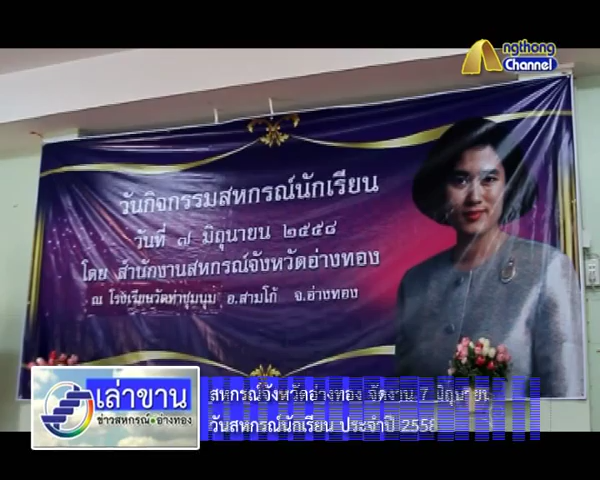 ngthong
Channel
วันกิจกรรมสหกรณ์นักเรียน
วันที่ ๗ มิถุนายน ๒๕๕๘
โดย สำนักงานสหกรณ์จังหวัดอ่างทอง
ณ โรงเรียนวัดท่าชุมนุม อ.สามโก้ จ.อ่างทอง
เล่าขาน
ข่าวสหกรณ์•อ่างทอง
สหกรณ์จังหวัดอ่างทอง จัดงาน 7 มิถุนายน
วันสหกรณ์นักเรียน ประจำปี 2558